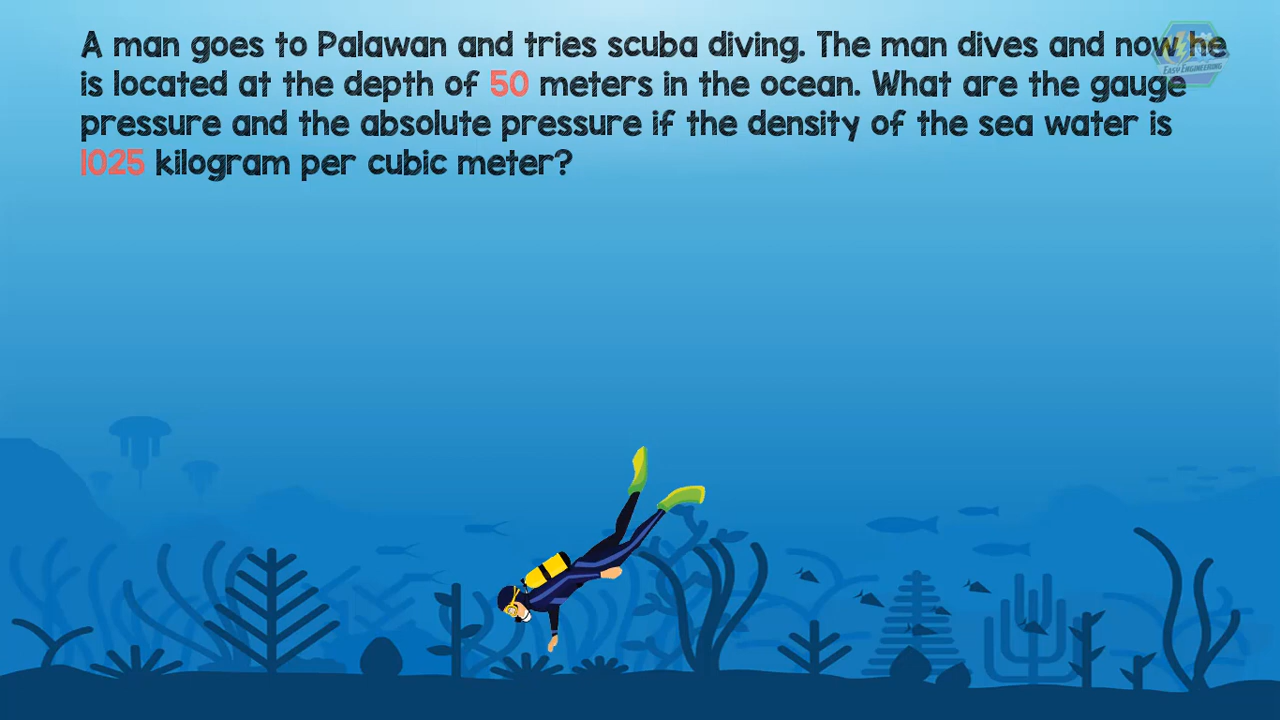 A man goes to Palawan and tries scuba diving. The man dives and now he
is located at the depth of 50 meters in the ocean. What are the gauge
pressure and the absolute pressure if the density of the sea water is
1025 kilogram per cubic meter?
EASY ENGINEERING